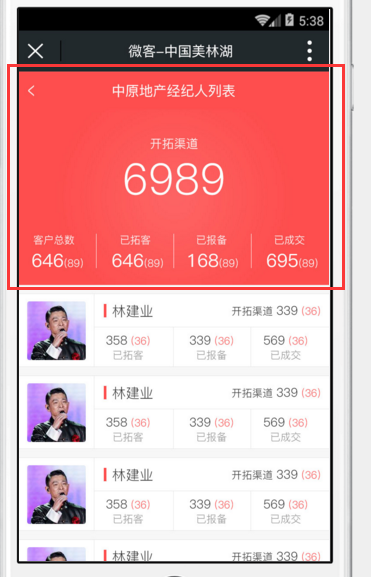 5:38
微客-中国美林湖
中原地产经纪人列表
开拓渠道
6989
客户总数 已拓客 已报备 已成交
646(89) 646(89) 168(89) 695(89)
林建业 开拓渠道 339 (36)
358 (36) 339 (36) 569 (36)
已拓客 已报备 已成交
林建业 开拓渠道 339 (36)
358 (36) 339 (36) 569 (36)
已拓客 已报备 已成交
林建业 开拓渠道 339 (36)
358 (36) 339 (36) 569 (36)
已拓客 已报备 已成交
林建业 开拓渠道 339 (36)